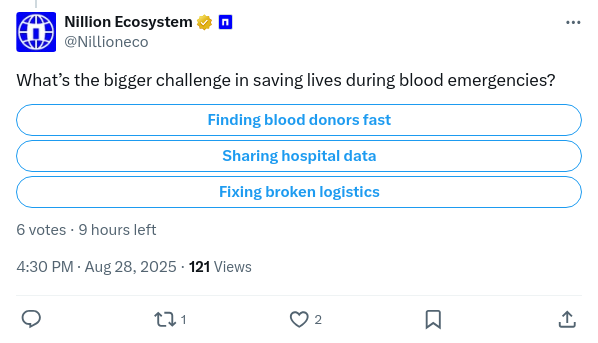 Nillion Ecosystem
@Nillioneco
What's the bigger challenge in saving lives during blood emergencies?
Finding blood donors fast
Sharing hospital data
Fixing broken logistics
6 votes · 9 hours left
4:30 PM · Aug 28, 2025 · 121 Views
1
2